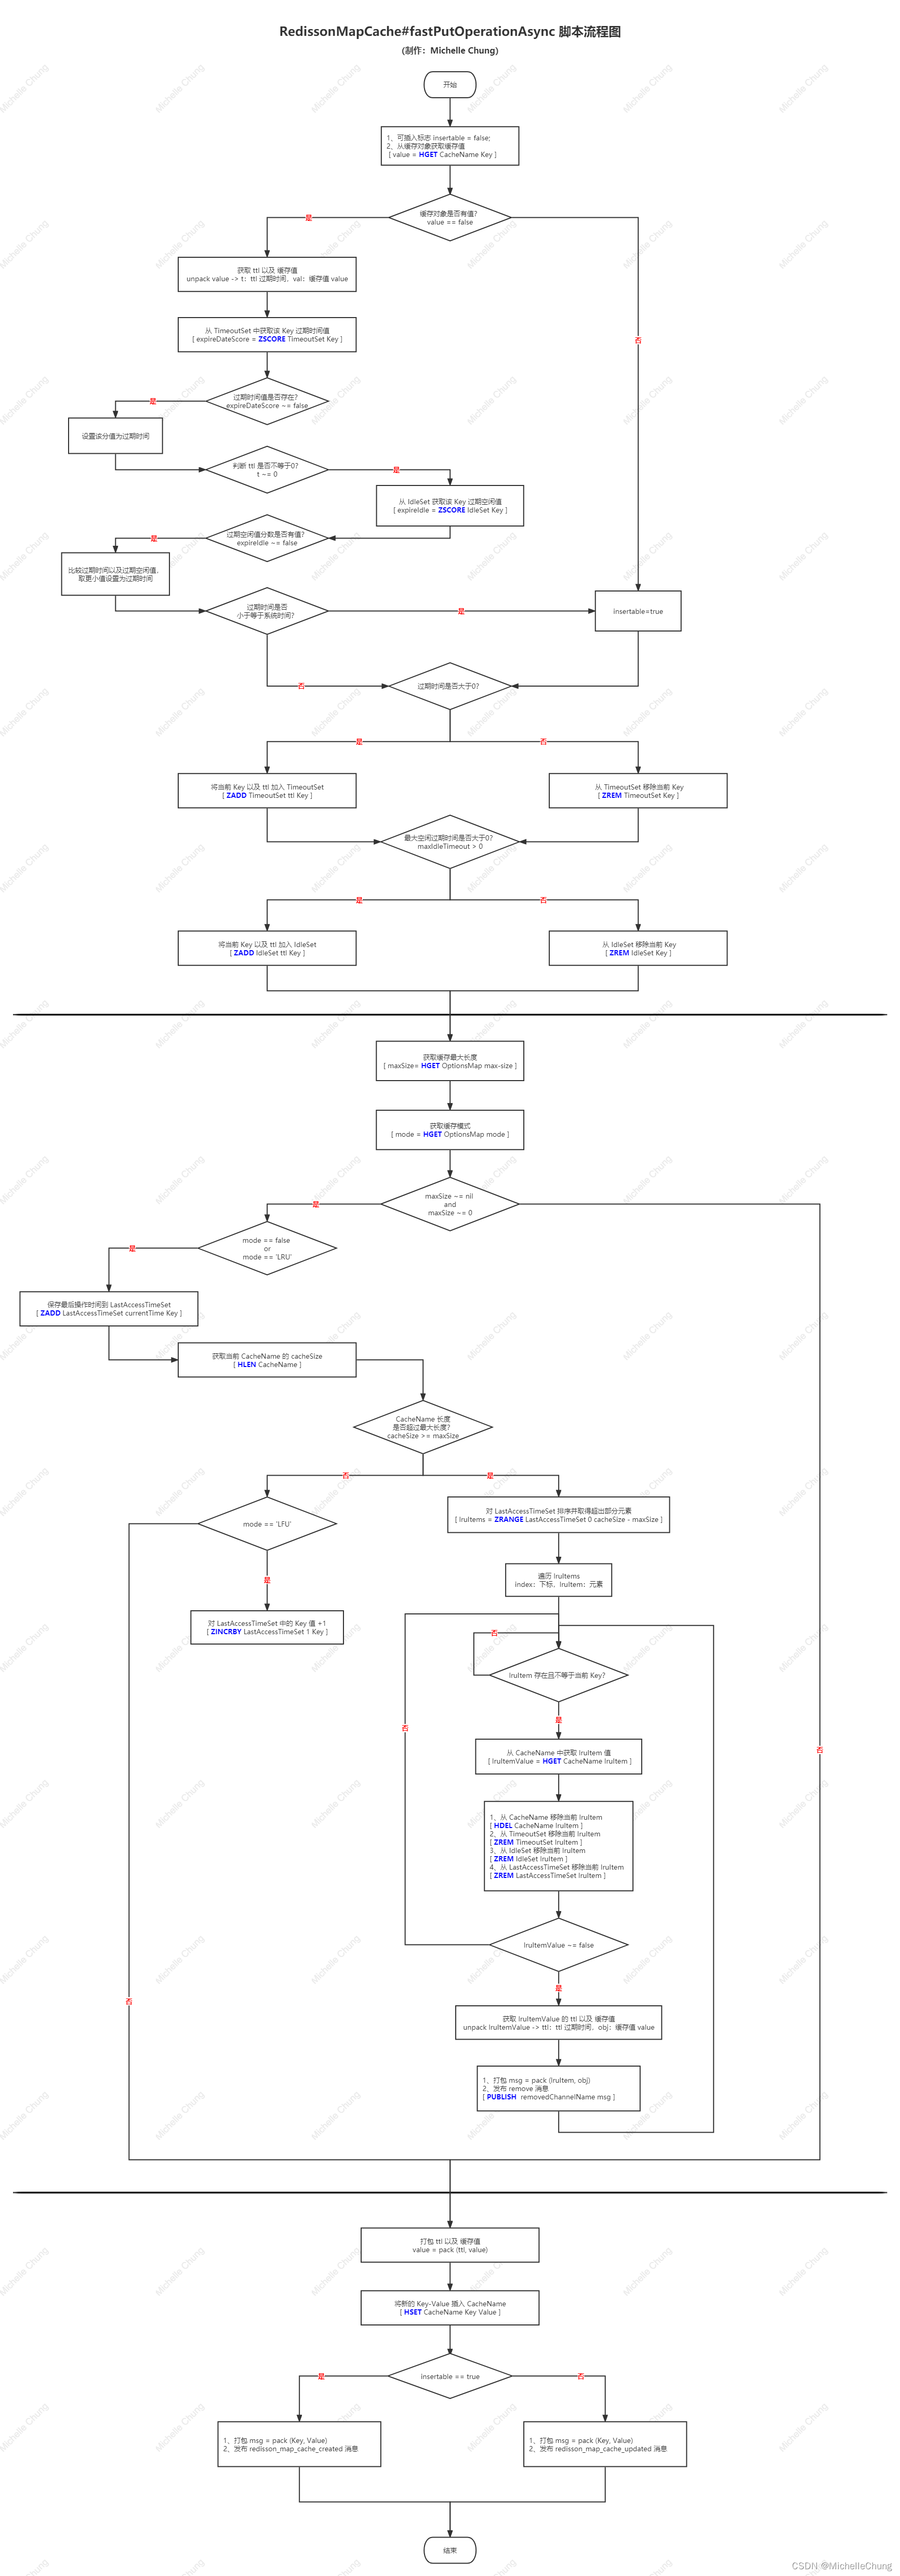 RedissonMapCache#fastPutOperationAsync 脚本流程图
(制作：Michelle Chung)
开始
1、可插入标志 insertable = false;
2、从缓存对象获取缓存值
[ value = HGET CacheName Key ]
缓存对象是否有值?
value == false
是
否
获取 ttl 以及 缓存值
unpack value -> t：ttl 过期时间、val：缓存值 value
从 TimeoutSet 中获取该 Key 过期时间值
[ expireDateScore = ZSCORE TimeoutSet Key ]
过期时间值是否存在?
expireDateScore ~= false
是
设置该分值为过期时间
判断 ttl 是否不等于0?
t ~= 0
是
从 IdleSet 获取该 Key 过期空闲值
[ expireIdle = ZSCORE IdleSet Key ]
过期空闲值分数是否有值?
expireIdle ~= false
是
比较过期时间以及过期空闲值，
取更小值设置为过期时间
过期时间是否
小于等于系统时间?
是
insertable=true
否
过期时间是否大于0?
是
否
将当前 Key 以及 ttl 加入 TimeoutSet
[ ZADD TimeoutSet ttl Key ]
从 TimeoutSet 移除当前 Key
[ ZREM TimeoutSet Key ]
最大空闲过期时间是否大于0?
maxIdleTimeout > 0
是
否
将当前 Key 以及 ttl 加入 IdleSet
[ ZADD IdleSet ttl Key ]
从 IdleSet 移除当前 Key
[ ZREM IdleSet Key ]
获取缓存最大长度
[ maxSize= HGET OptionsMap max-size ]
获取缓存模式
[ mode = HGET OptionsMap mode ]
maxSize ~= nil
and
maxSize ~= 0
是
否
mode == false
or
mode == 'LRU'
是
保存最后操作时间到 LastAccessTimeSet
[ ZADD LastAccessTimeSet currentTime Key ]
获取当前 CacheName 的 cacheSize
[ HLEN CacheName ]
CacheName 长度
是否超过最大长度?
cacheSize >= maxSize
否
是
mode == 'LFU'
是
否
对 LastAccessTimeSet 中的 Key 值 +1
[ ZINCRBY LastAccessTimeSet 1 Key ]
对 LastAccessTimeSet 排序并取得超出部分元素
[ lruItems = ZRANGE LastAccessTimeSet 0 cacheSize - maxSize ]
遍历 lruItems
index：下标、lruItem：元素
否
lruItem 存在且不等于当前 Key?
是
否
从 CacheName 中获取 lruItem 值
[ lruItemValue = HGET CacheName lruItem ]
1、从 CacheName 移除当前 lruItem
[ HDEL CacheName lruItem ]
2、从 TimeoutSet 移除当前 lruItem
[ ZREM TimeoutSet lruItem ]
3、从 IdleSet 移除当前 lruItem
[ ZREM IdleSet lruItem ]
4、从 LastAccessTimeSet 移除当前 lruItem
[ ZREM LastAccessTimeSet lruItem ]
lruItemValue ~= false
是
获取 lruItemValue 的 ttl 以及 缓存值
unpack lruItemValue -> ttl：ttl 过期时间、obj：缓存值 value
1、打包 msg = pack (lruItem, obj)
2、发布 remove 消息
[ PUBLISH removedChannelName msg ]
打包 ttl 以及 缓存值
value = pack (ttl, value)
将新的 Key-Value 插入 CacheName
[ HSET CacheName Key Value ]
insertable == true
是
否
1、打包 msg = pack (Key, Value)
2、发布 redisson_map_cache_created 消息
1、打包 msg = pack (Key, Value)
2、发布 redisson_map_cache_updated 消息
结束
CSDN @MichelleChung